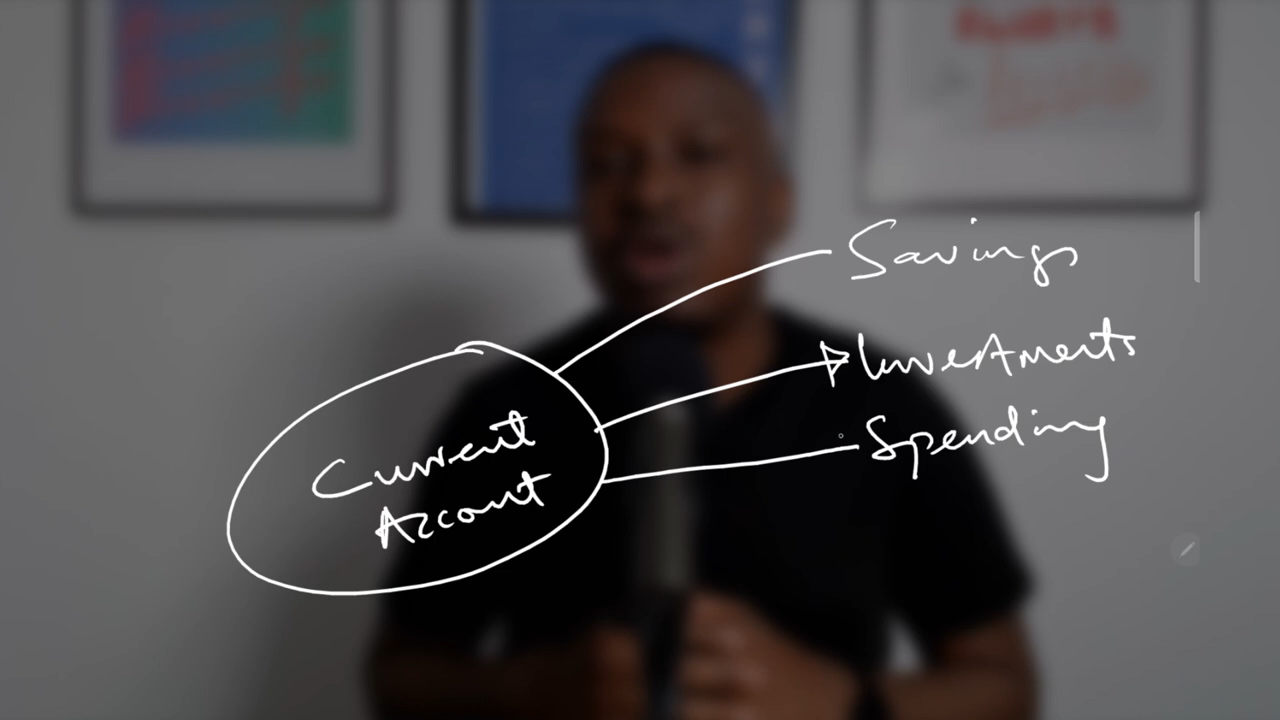 Savings
Investments
Spending
Current
Account